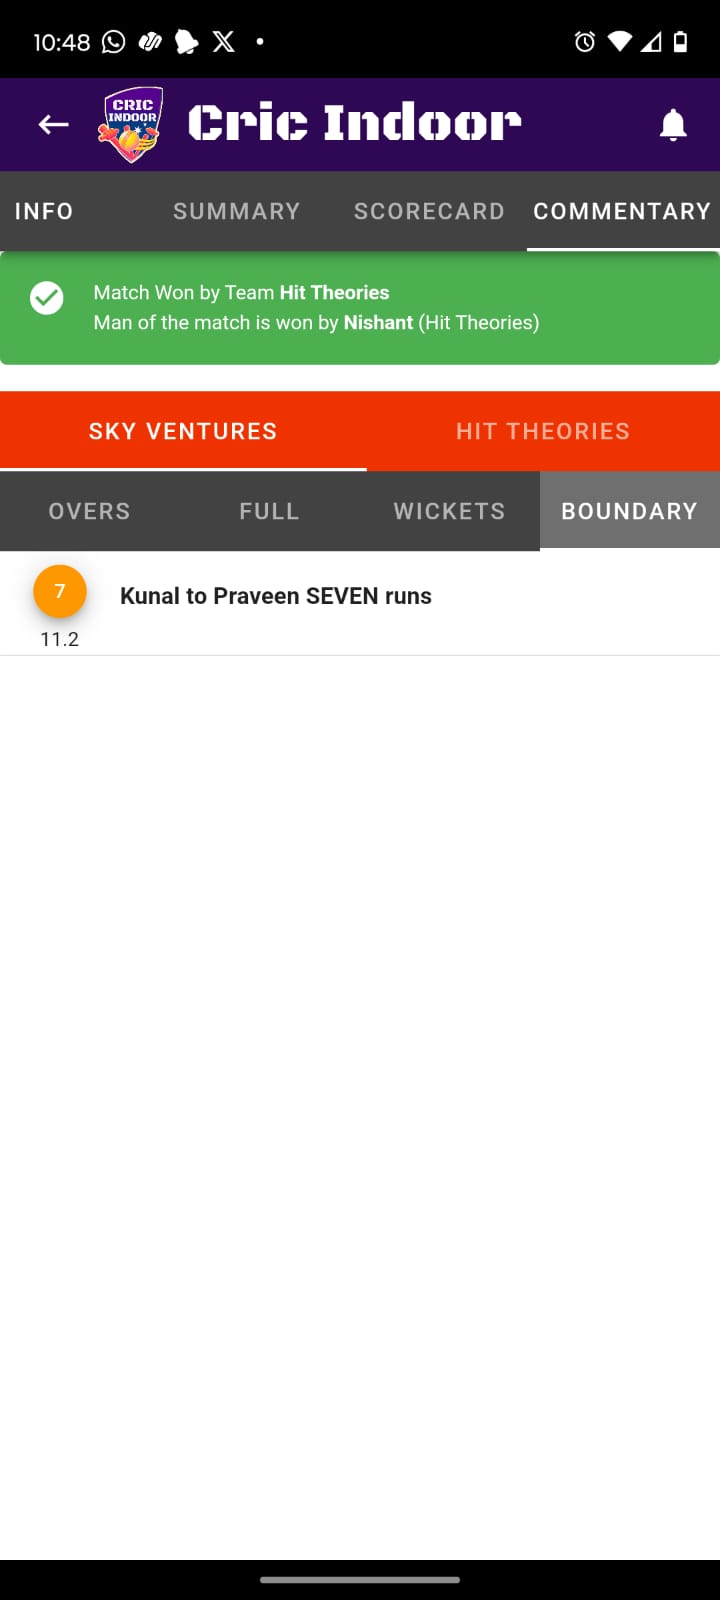 10:48
CRIC
INDOOR
Cric Indoor
INFO SUMMARY SCORECARD COMMENTARY
Match Won by Team Hit Theories
Man of the match is won by Nishant (Hit Theories)
SKY VENTURES HIT THEORIES
OVERS FULL WICKETS BOUNDARY
7 Kunal to Praveen SEVEN runs
11.2